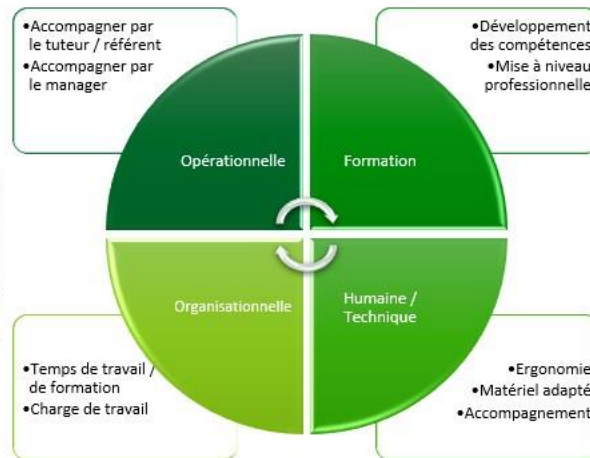 •Accompagner par
le tuteur / référent
•Accompagner par
le manager
•Développement
des compétences
•Mise à niveau
professionnelle
Opérationnelle
Formation
Organisationnelle
Humaine /
Technique
•Temps de travail /
de formation
•Charge de travail
•Ergonomie
•Matériel adapté
•Accompagnement